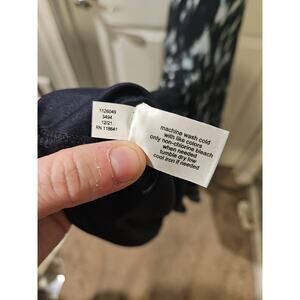 1126049
3494
12/21
RN 118641
machine wash cold
with like colors
only non-chlorine bleach
when needed
tumble dry low
cool iron if needed